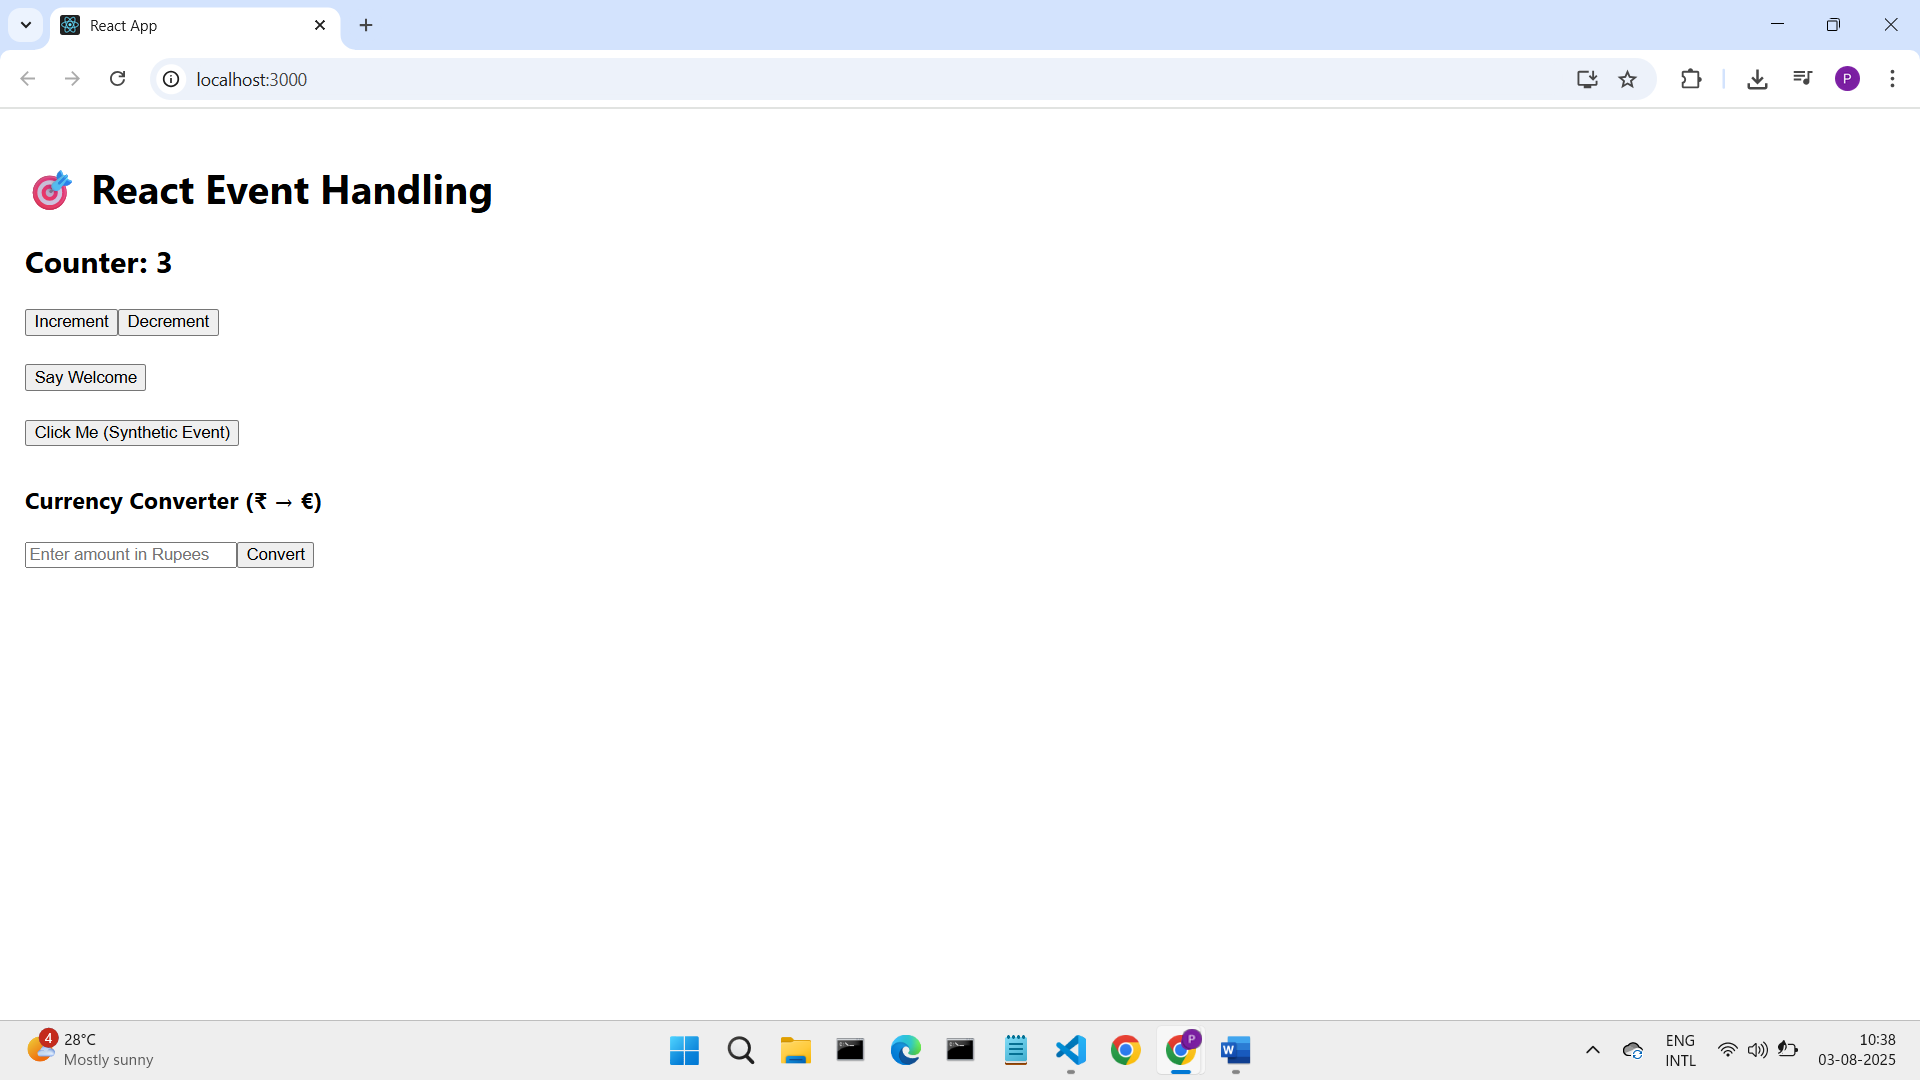 React App
localhost:3000
P
React Event Handling
Counter: 3
Increment Decrement
Say Welcome
Click Me (Synthetic Event)
Currency Converter (₹ → €)
Enter amount in Rupees Convert
4
28°C
Mostly sunny
P
W
ENG
INTL
10:38
03-08-2025